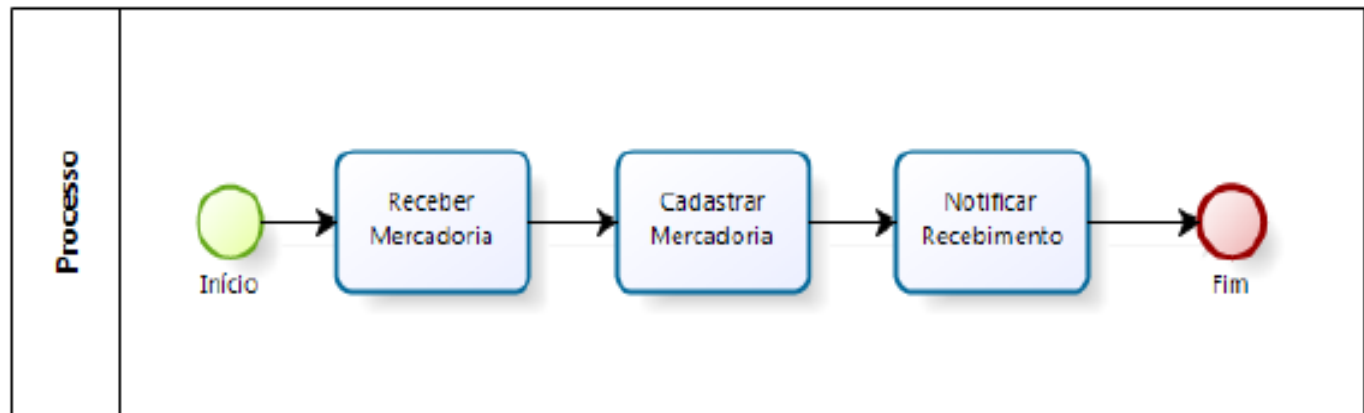 Processo
Início
Receber
Mercadoria
Cadastrar
Mercadoria
Notificar
Recebimento
Fim